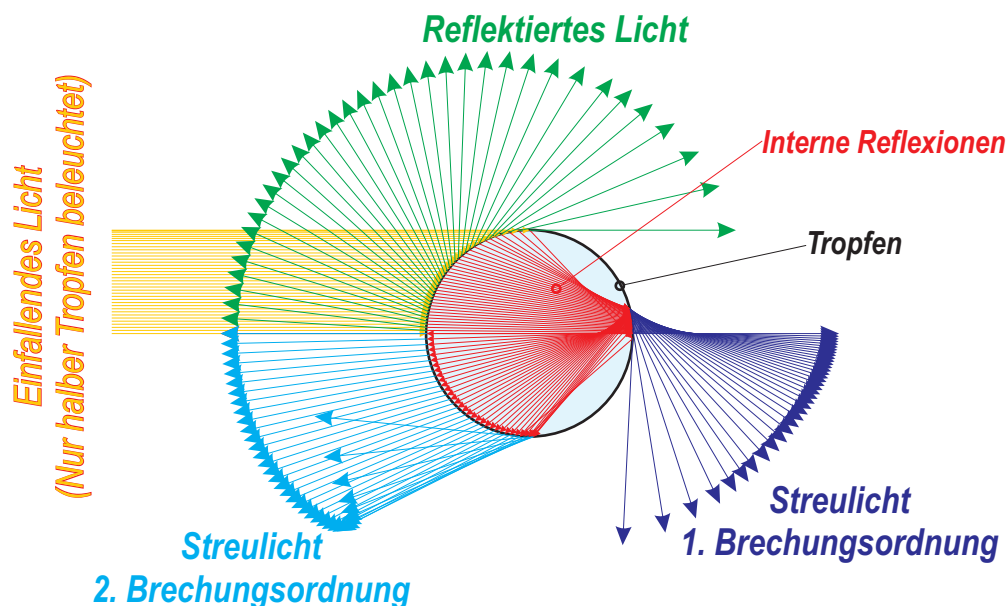 Reflektiertes Licht
Interne Reflexionen
Tropfen
Einfallendes Licht
(Nur halber Tropfen beleuchtet)
Streulicht
1. Brechungsordnung
Streulicht
2. Brechungsordnung